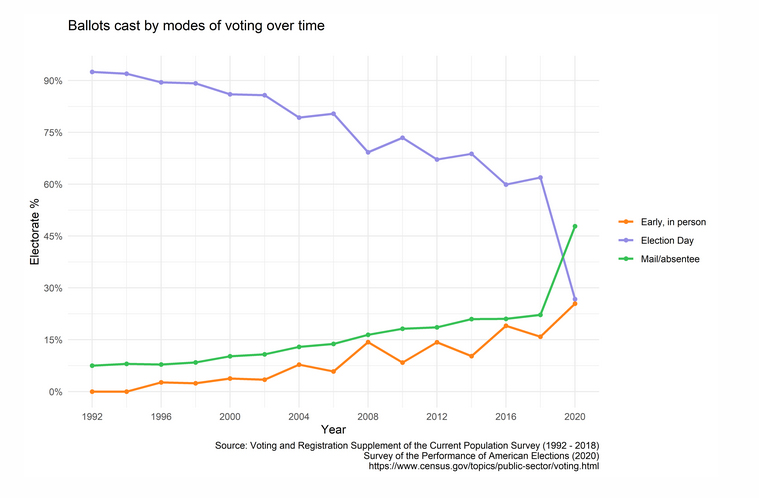 Ballots cast by modes of voting over time
Electorate %
90%
75%
60%
45%
30%
15%
0%
1992 1996 2000 2004 2008 2012 2016 2020
Year
Early, in person
Election Day
Mail/absentee
Source: Voting and Registration Supplement of the Current Population Survey (1992 - 2018)
Survey of the Performance of American Elections (2020)
https://www.census.gov/topics/public-sector/voting.html